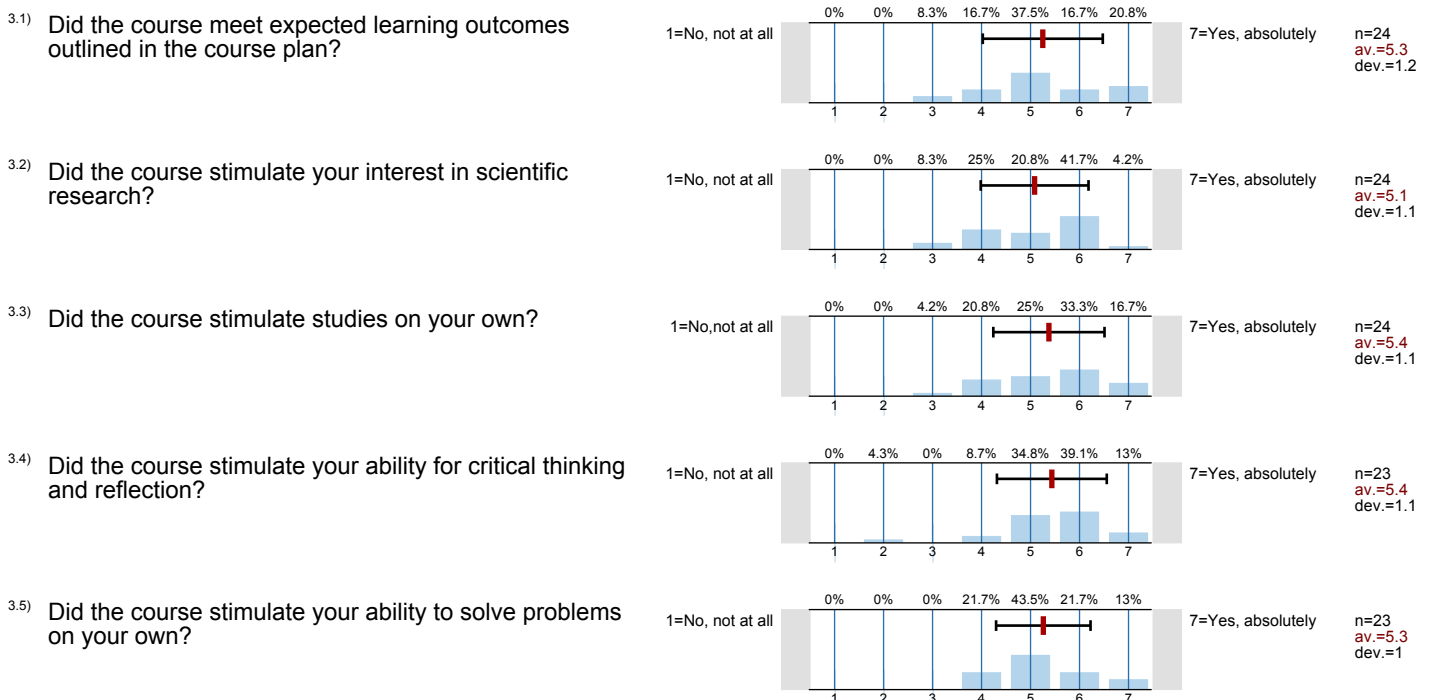 3.1) Did the course meet expected learning outcomes
outlined in the course plan?
0% 0% 8.3% 16.7% 37.5% 16.7% 20.8%
1=No, not at all
7=Yes, absolutely
n=24
av.=5.3
dev.=1.2
1 2 3 4 5 6 7
3.2) Did the course stimulate your interest in scientific
research?
0% 0% 8.3% 25% 20.8% 41.7% 4.2%
1=No, not at all
7=Yes, absolutely
n=24
av.=5.1
dev.=1.1
1 2 3 4 5 6 7
3.3) Did the course stimulate studies on your own?
0% 0% 4.2% 20.8% 25% 33.3% 16.7%
1=No,not at all
7=Yes, absolutely
n=24
av.=5.4
dev.=1.1
1 2 3 4 5 6 7
3.4) Did the course stimulate your ability for critical thinking
and reflection?
0% 4.3% 0% 8.7% 34.8% 39.1% 13%
1=No, not at all
7=Yes, absolutely
n=23
av.=5.4
dev.=1.1
1 2 3 4 5 6 7
3.5) Did the course stimulate your ability to solve problems
on your own?
0% 0% 0% 21.7% 43.5% 21.7% 13%
1=No, not at all
7=Yes, absolutely
n=23
av.=5.3
dev.=1
1 2 3 4 5 6 7